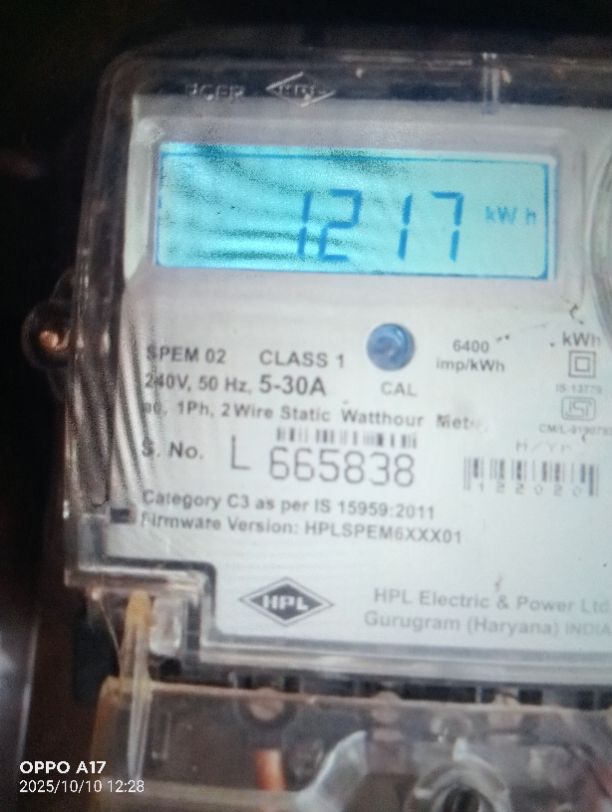 HPL
1217 kWh
SPEM 02 CLASS 1
6400 imp/kWh
kWh
240V, 50 Hz, 5-30A
CAL
1Ph, 2Wire Static Watthour
S. No. L 665838
Category C3 as per IS 15959:2011
Firmware Version: HPLSPEM6XXX01
HPL
HPL Electric & Power Ltd
Gurugram (Haryana) INDIA
OPPO A17
2025/10/10 12:28